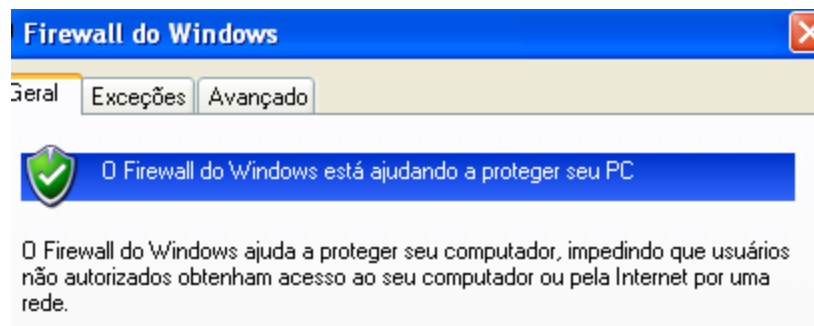 Firewall do Windows
Geral Exceções Avançado
O Firewall do Windows está ajudando a proteger seu PC
O Firewall do Windows ajuda a proteger seu computador, impedindo que usuários
não autorizados obtenham acesso ao seu computador ou pela Internet por uma
rede.